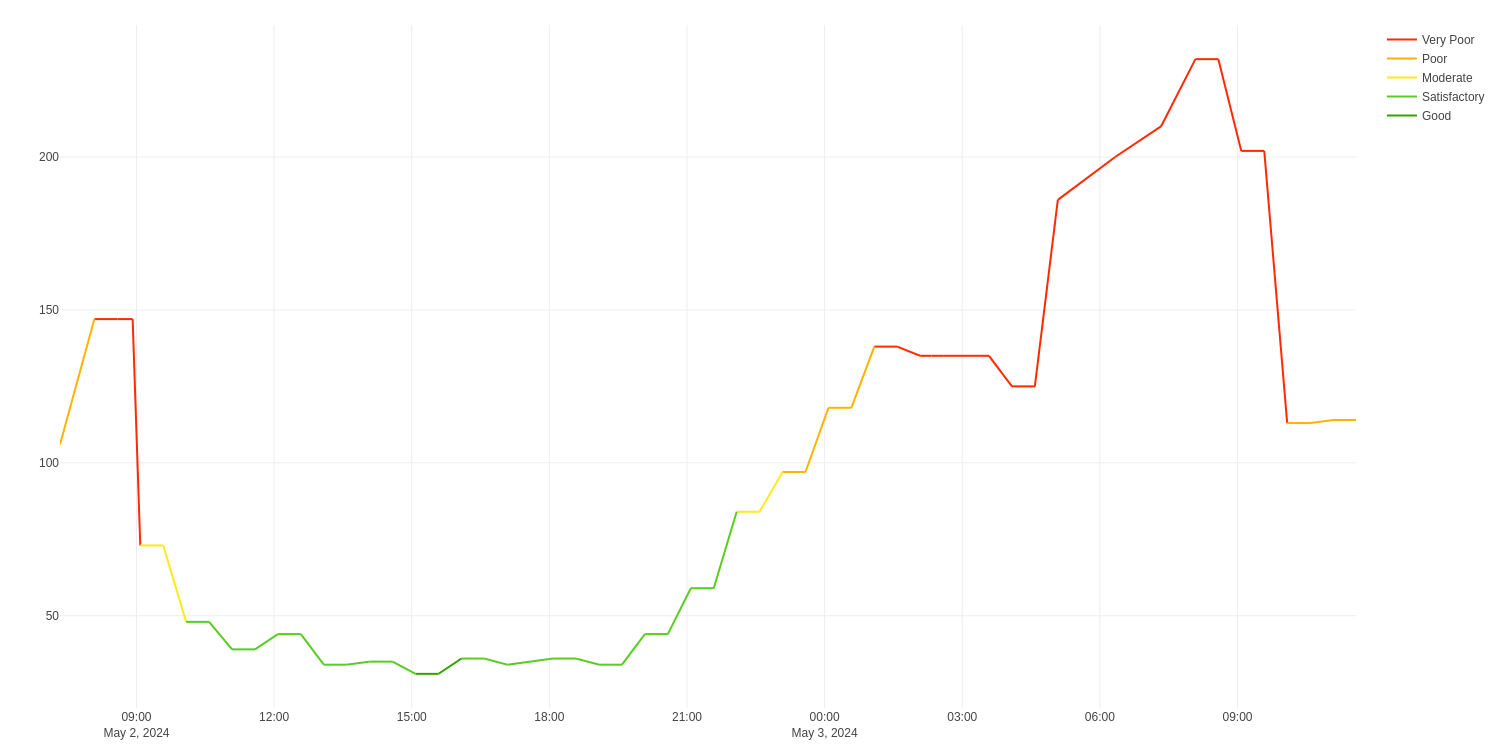 Very Poor
Poor
Moderate
Satisfactory
Good
200
150
100
50
09:00
12:00
15:00
18:00
21:00
00:00
03:00
06:00
09:00
May 2, 2024
May 3, 2024